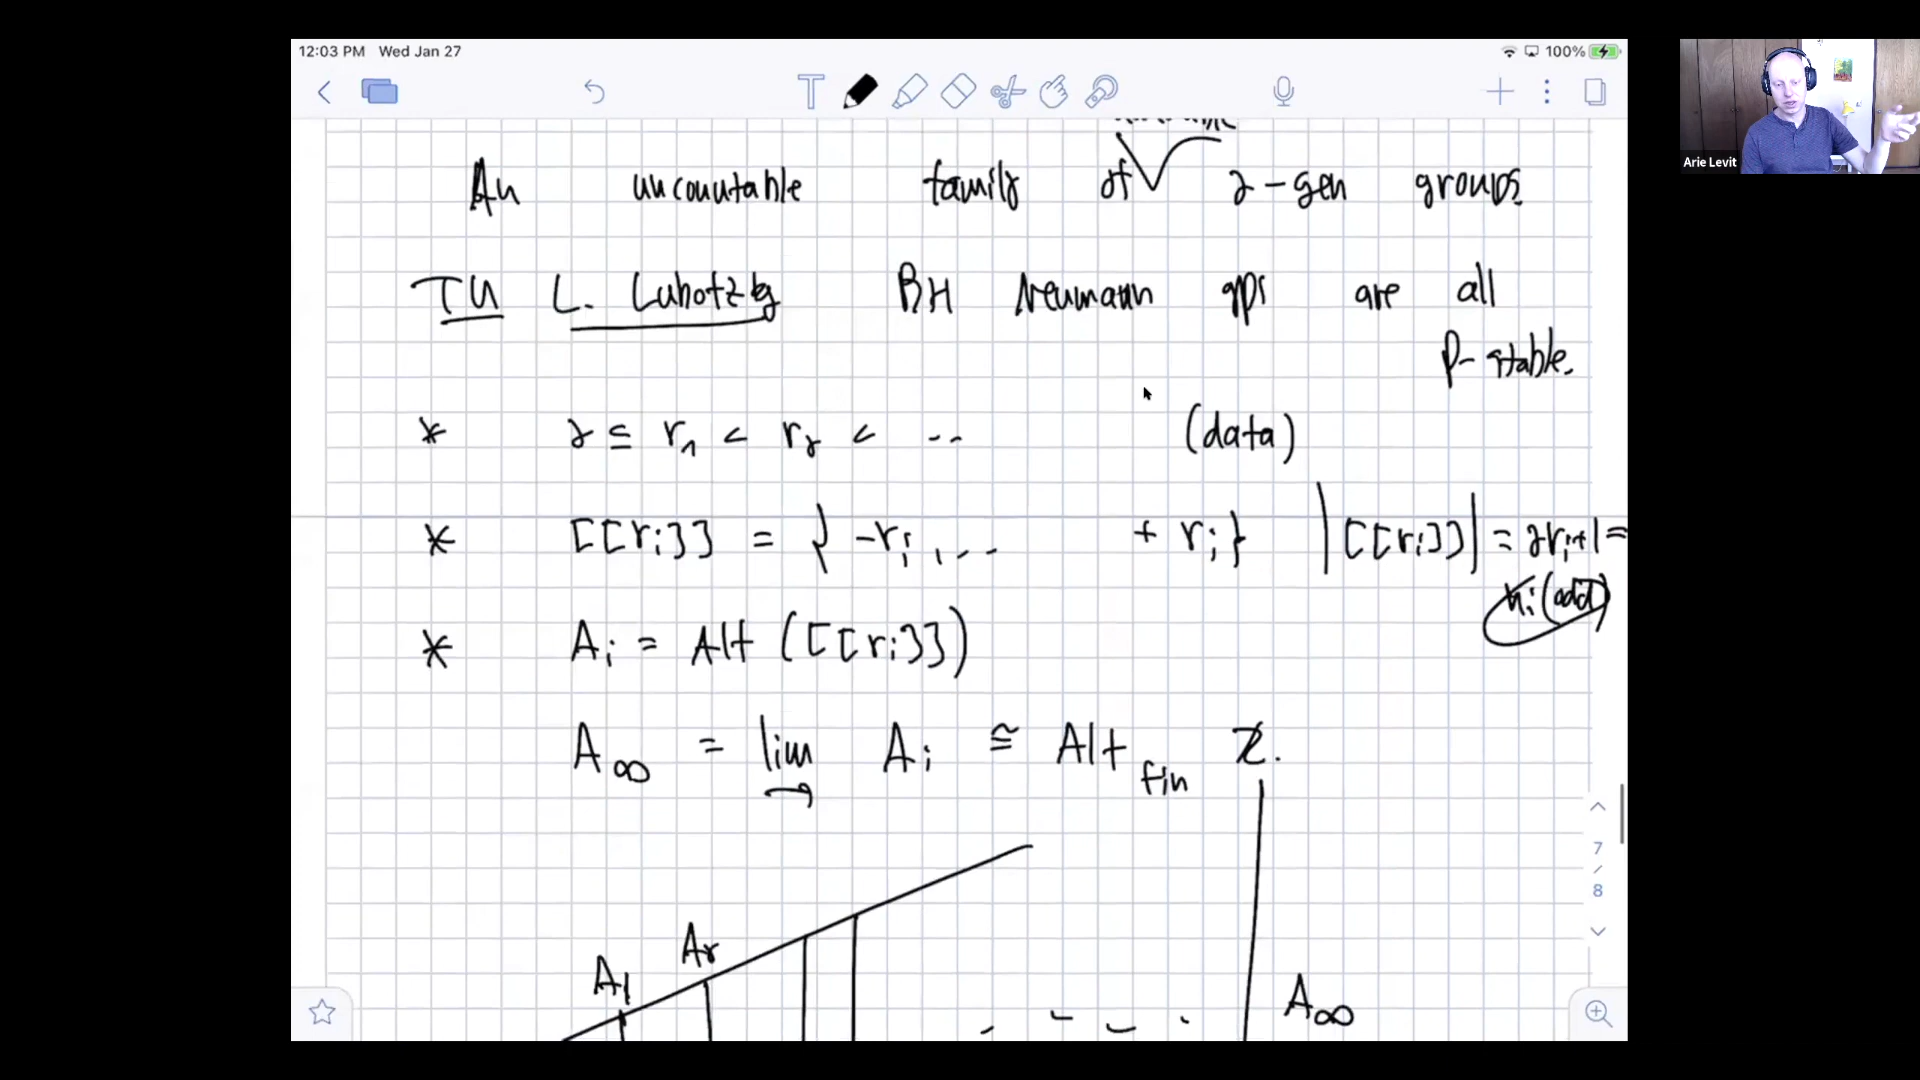 12:03 PM Wed Jan 27
100%
Arie Levit
An uncountable family of 2-gen groups.
TH L. Lubotzky BH Neumann gps are all
P-stable.
* 2 ≤ r₁ < r₂ < .. (data)
* [[rᵢ]] = { -rᵢ, ... + rᵢ} |[[rᵢ]]| = 2rᵢ+1 =
nᵢ (odd)
* Aᵢ = Alt ([[rᵢ]])
A∞ = lim→ Aᵢ ≅ Alt fin ℤ.
7
/
8
A₁ A₂
A∞